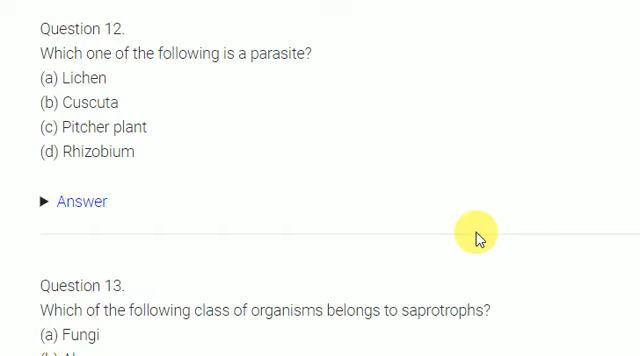 Question 12.
Which one of the following is a parasite?
(a) Lichen
(b) Cuscuta
(c) Pitcher plant
(d) Rhizobium
Answer
Question 13.
Which of the following class of organisms belongs to saprotrophs?
(a) Fungi